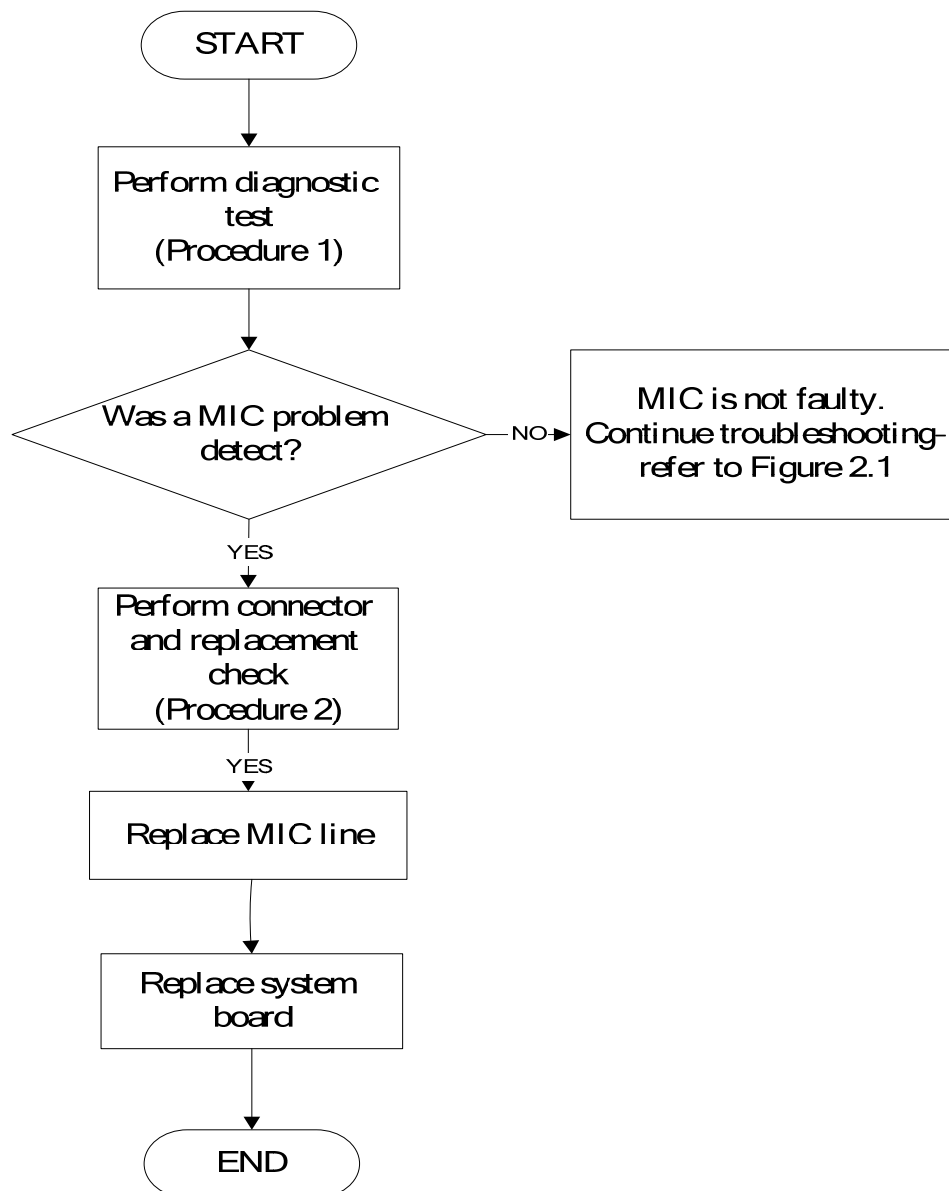 START
Perform diagnostic
test
(Procedure 1)
Was a MIC problem
detect?
NO
MIC is not faulty.
Continue troubleshooting-
refer to Figure 2.1
YES
Perform connector
and replacement
check
(Procedure 2)
YES
Replace MIC line
Replace system
board
END